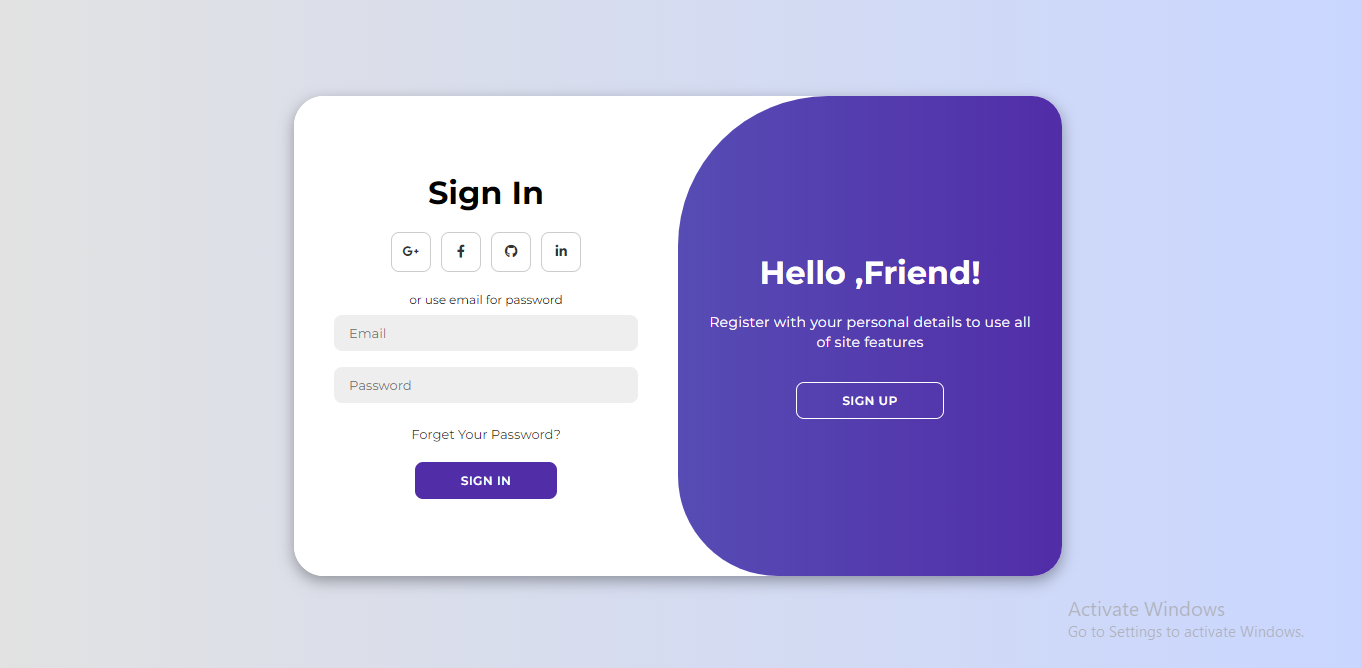 Sign In
G+
f
in
or use email for password
Email
Password
Forget Your Password?
SIGN IN
Hello ,Friend!
Register with your personal details to use all
of site features
SIGN UP
Activate Windows
Go to Settings to activate Windows.